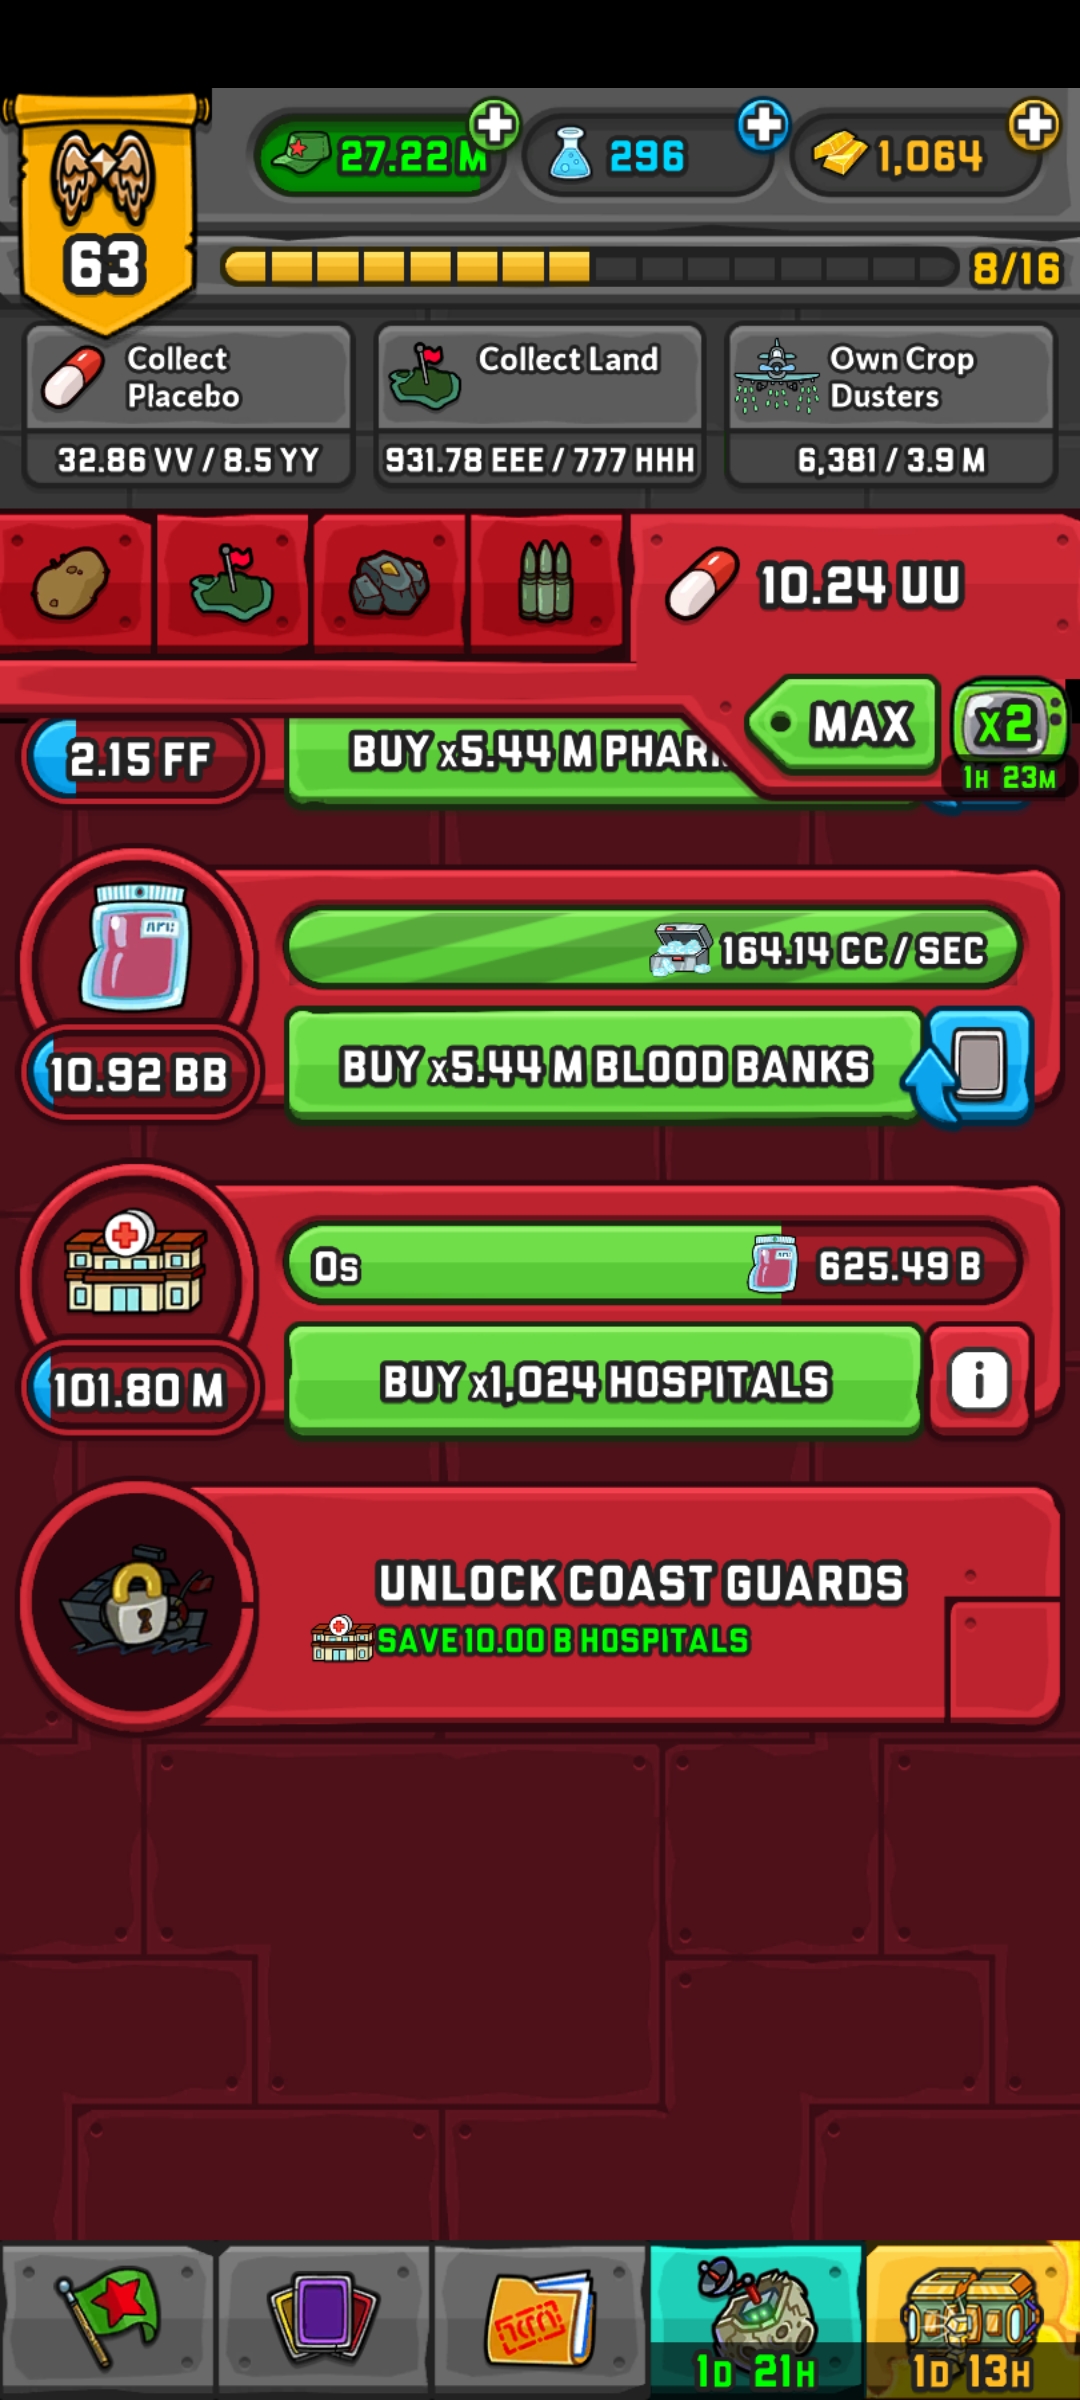 27.22 M
296
1,064
63
8/16
Collect
Placebo
32.86 VV / 8.5 YY
Collect Land
931.78 EEE / 777 HHH
Own Crop
Dusters
6,381 / 3.9 M
10.24 UU
MAX
x2
1H 23M
2.15 FF
BUY x5.44 M
164.14 CC / SEC
10.92 BB
BUY x5.44 M BLOOD BANKS
0s
625.49 B
101.80 M
BUY x1,024 HOSPITALS
i
UNLOCK COAST GUARDS
SAVE 10.00 B HOSPITALS
1D 21H
1D 13H